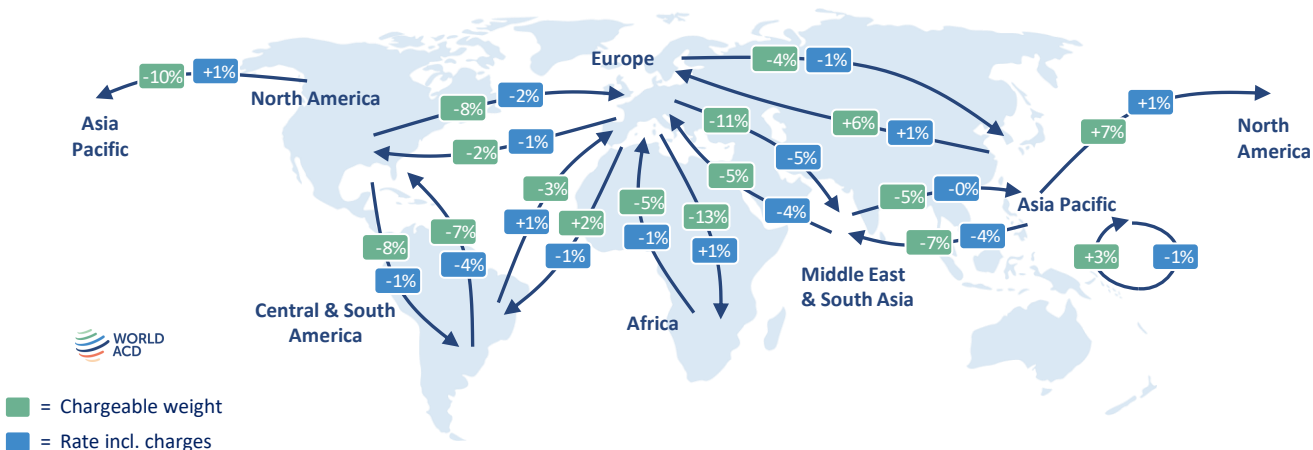 Europe
-4%
-1%
-10%
+1%
North America
Asia
Pacific
-8%
-2%
-2%
-1%
-11%
-5%
+6%
+1%
+7%
+1%
North
America
-3%
+1%
+2%
-1%
-5%
-1%
-13%
+1%
-5%
-4%
-5%
-0%
Asia Pacific
-7%
-4%
+3%
-1%
-8%
-1%
-7%
-4%
Middle East
& South Asia
Central & South
America
Africa
WORLD
ACD
= Chargeable weight
= Rate incl. charges